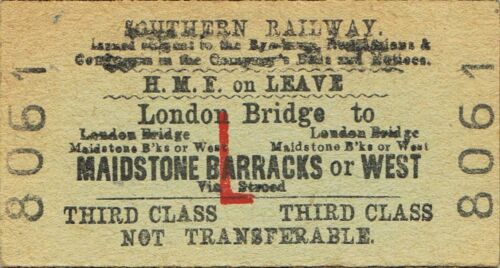 SOUTHERN RAILWAY.
Issued subject to the Bye-laws, Regulations &
Conditions in the Company's Bills and Notices.
H. M. F. on LEAVE
London Bridge to
London Bridge London Bridge
Maidstone B'ks or West Maidstone B'ks or West
MAIDSTONE BARRACKS or WEST
Via Strood
L
THIRD CLASS THIRD CLASS
NOT TRANSFERABLE.
8061
8061